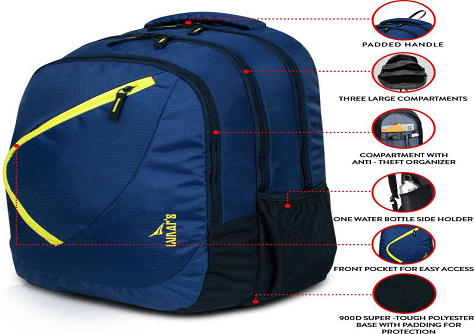 PADDED HANDLE
THREE LARGE COMPARTMENTS
COMPARTMENT WITH
ANTI - THEFT ORGANIZER
ONE WATER BOTTLE SIDE HOLDER
FRONT POCKET FOR EASY ACCESS
900D SUPER -TOUGH POLYESTER
BASE WITH PADDING FOR
PROTECTION
LUNAR'S